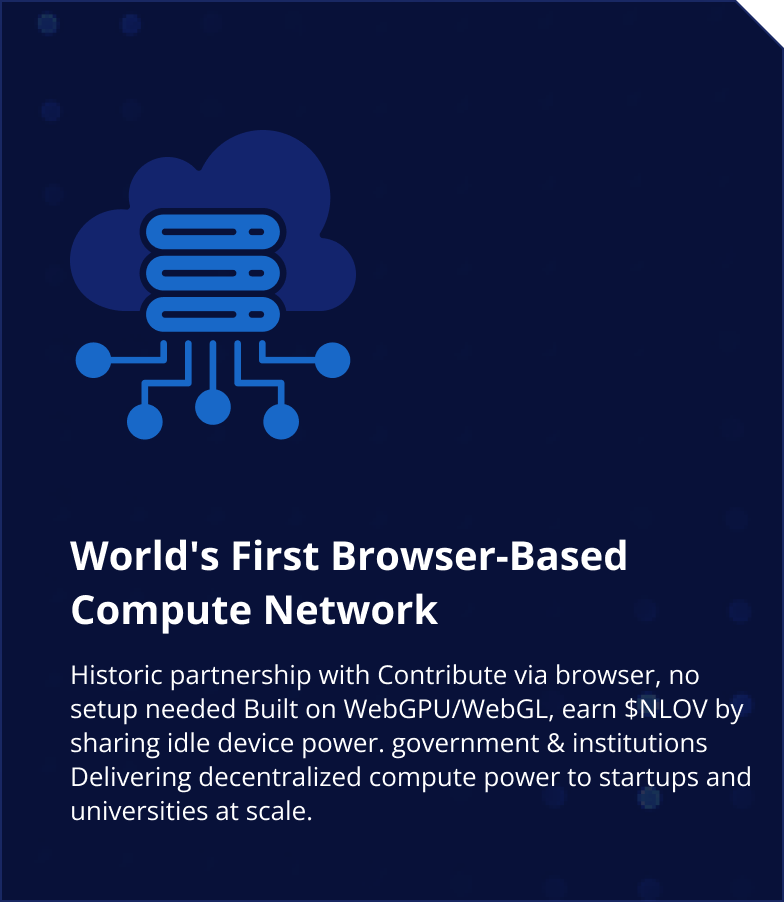 World's First Browser-Based
Compute Network
Historic partnership with Contribute via browser, no
setup needed Built on WebGPU/WebGL, earn $NLOV by
sharing idle device power. government & institutions
Delivering decentralized compute power to startups and
universities at scale.